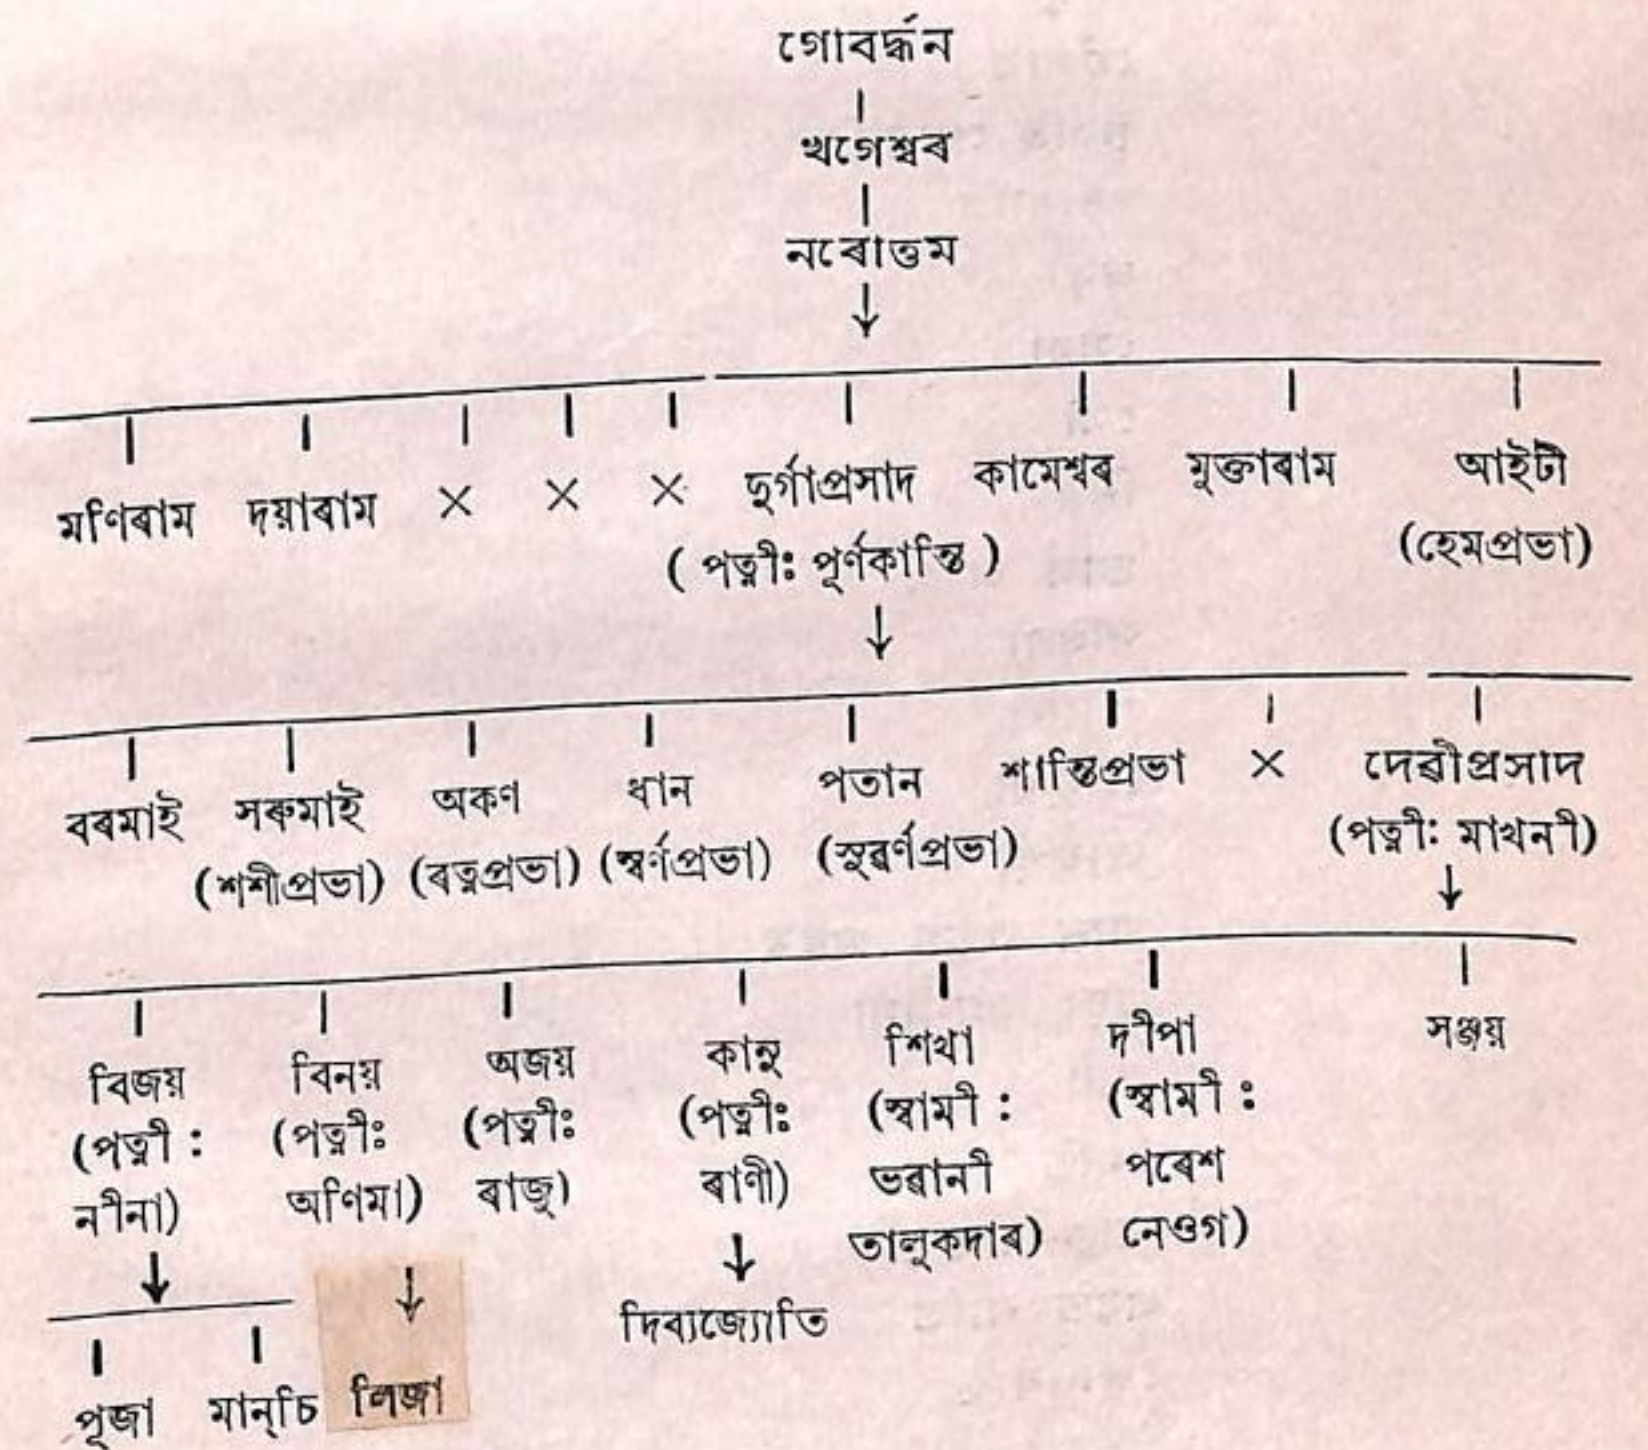 গোবৰ্দ্ধন
খগেশ্বৰ
নৰোত্তম
মণিৰাম দয়াৰাম × × × দুৰ্গাপ্ৰসাদ কামেশ্বৰ মুক্তাৰাম আইটী
(পত্নীঃ পূৰ্ণকান্তি) (হেমপ্ৰভা)
বৰমাই সৰুমাই অকণ ধান পতান শান্তিপ্ৰভা × দেৱীপ্ৰসাদ
(শশীপ্ৰভা) (ৰত্নপ্ৰভা) (স্বৰ্ণপ্ৰভা) (সুৱৰ্ণপ্ৰভা) (পত্নীঃ মাখনী)
বিজয় বিনয় অজয় কানু শিখা দীপা সঞ্জয়
(পত্নী : (পত্নীঃ (পত্নীঃ (পত্নীঃ (স্বামী : (স্বামী :
নীনা) অণিমা) ৰাজু) ৰাণী) ভৱানী পৰেশ
তালুকদাৰ) নেওগ)
দিব্যজ্যোতি
পূজা মান্‌চি লিজা